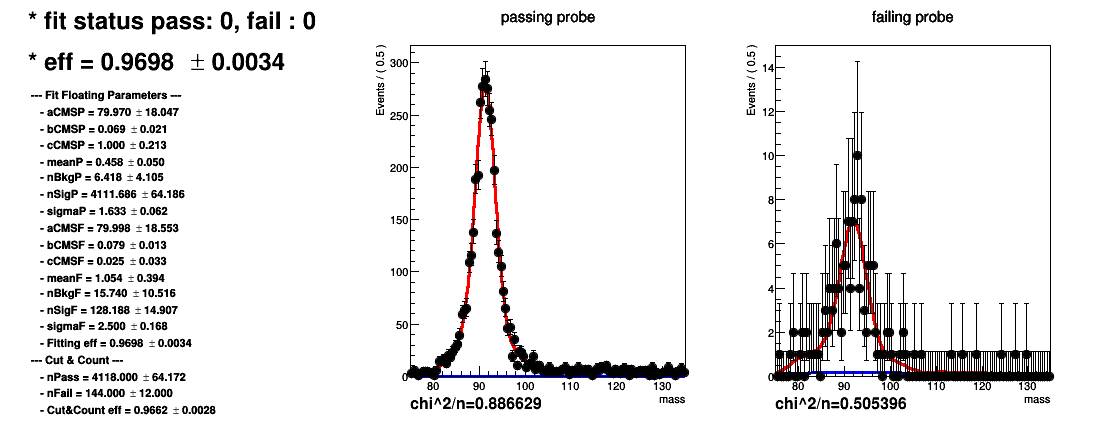 * fit status pass: 0, fail : 0
* eff = 0.9698 ± 0.0034
--- Fit Floating Parameters ---
- aCMSP = 79.970 ± 18.047
- bCMSP = 0.069 ± 0.021
- cCMSP = 1.000 ± 0.213
- meanP = 0.458 ± 0.050
- nBkgP = 6.418 ± 4.105
- nSigP = 4111.686 ± 64.186
- sigmaP = 1.633 ± 0.062
- aCMSF = 79.998 ± 18.553
- bCMSF = 0.079 ± 0.013
- cCMSF = 0.025 ± 0.033
- meanF = 1.054 ± 0.394
- nBkgF = 15.740 ± 10.516
- nSigF = 128.188 ± 14.907
- sigmaF = 2.500 ± 0.168
- Fitting eff = 0.9698 ± 0.0034
--- Cut & Count ---
- nPass = 4118.000 ± 64.172
- nFail = 144.000 ± 12.000
- Cut&Count eff = 0.9662 ± 0.0028
passing probe
Events / ( 0.5 )
300
250
200
150
100
50
0
80 90 100 110 120 130
mass
chi^2/n=0.886629
failing probe
Events / ( 0.5 )
14
12
10
8
6
4
2
0
80 90 100 110 120 130
mass
chi^2/n=0.505396